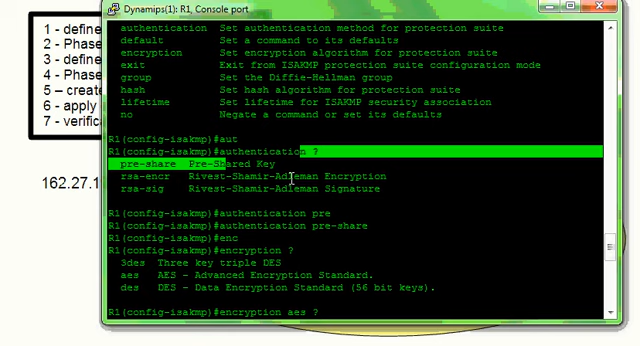 Dynamips(1): R1, Console port
1 - define
2 - Phase
3 - define
4 - Phase
5 – create
6 - apply
7 - verifica
162.27.1
authentication Set authentication method for protection suite
default Set a command to its defaults
encryption Set encryption algorithm for protection suite
exit Exit from ISAKMP protection suite configuration mode
group Set the Diffie-Hellman group
hash Set hash algorithm for protection suite
lifetime Set lifetime for ISAKMP security association
no Negate a command or set its defaults
R1(config-isakmp)#aut
R1(config-isakmp)#authentication ?
pre-share Pre-Shared Key
rsa-encr Rivest-Shamir-Adleman Encryption
rsa-sig Rivest-Shamir-Adleman Signature
R1(config-isakmp)#authentication pre
R1(config-isakmp)#authentication pre-share
R1(config-isakmp)#enc
R1(config-isakmp)#encryption ?
3des Three key triple DES
aes AES - Advanced Encryption Standard.
des DES - Data Encryption Standard (56 bit keys).
R1(config-isakmp)#encryption aes ?